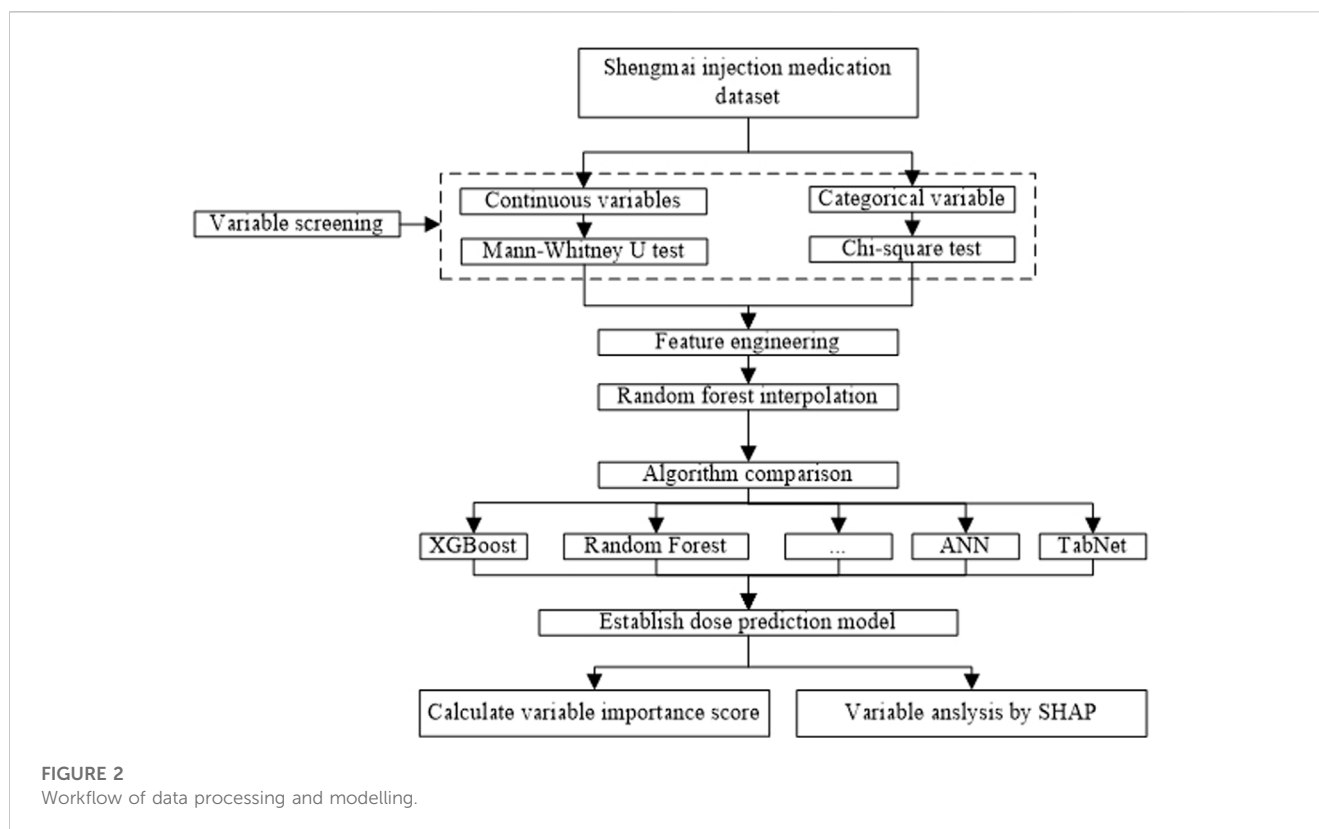 Shengmai injection medication
dataset
Continuous variables
Categorical variable
Variable screening
Mann-Whitney U test
Chi-square test
Feature engineering
Random forest interpolation
Algorithm comparison
XGBoost
Random Forest
...
ANN
TabNet
Establish dose prediction model
Calculate variable importance score
Variable anslysis by SHAP
FIGURE 2
Workflow of data processing and modelling.